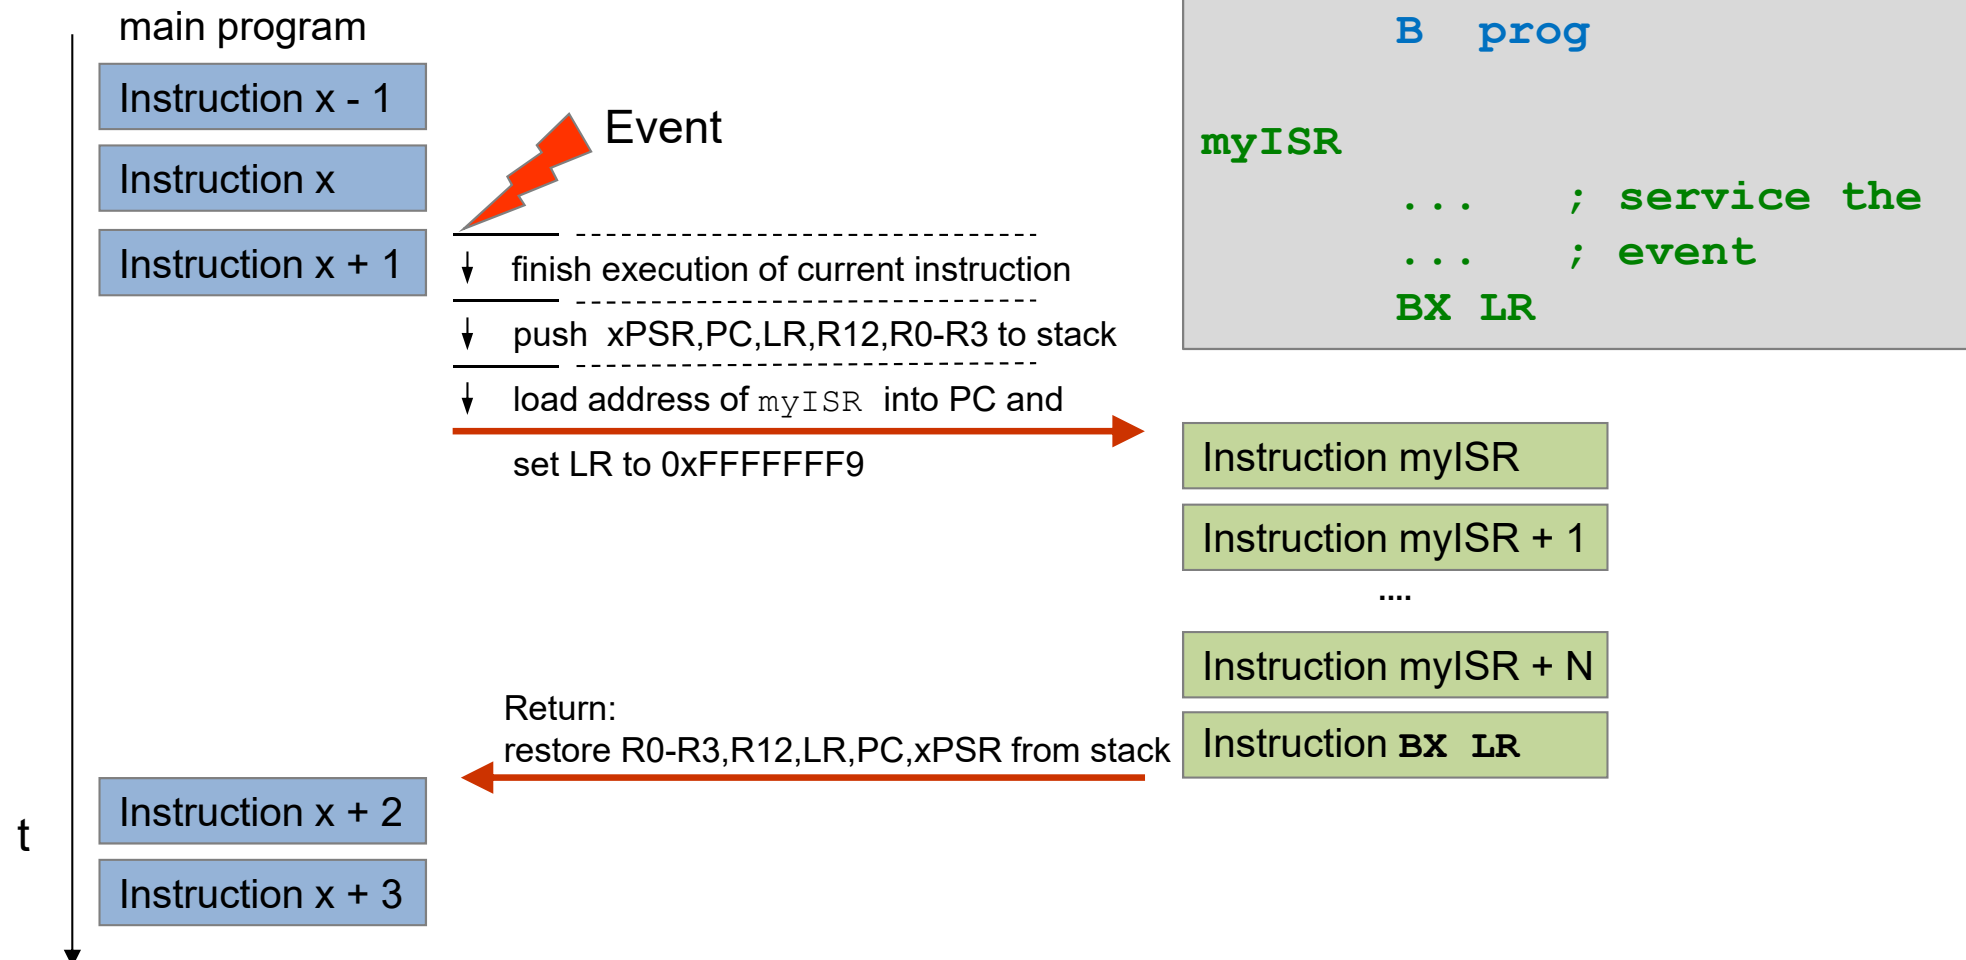 main program
Instruction x - 1
Instruction x
Instruction x + 1
Event
finish execution of current instruction
push xPSR,PC,LR,R12,R0-R3 to stack
load address of myISR into PC and
set LR to 0xFFFFFFF9
B prog
myISR
... ; service the
... ; event
BX LR
Instruction myISR
Instruction myISR + 1
....
Instruction myISR + N
Instruction BX LR
Return:
restore R0-R3,R12,LR,PC,xPSR from stack
Instruction x + 2
t
Instruction x + 3